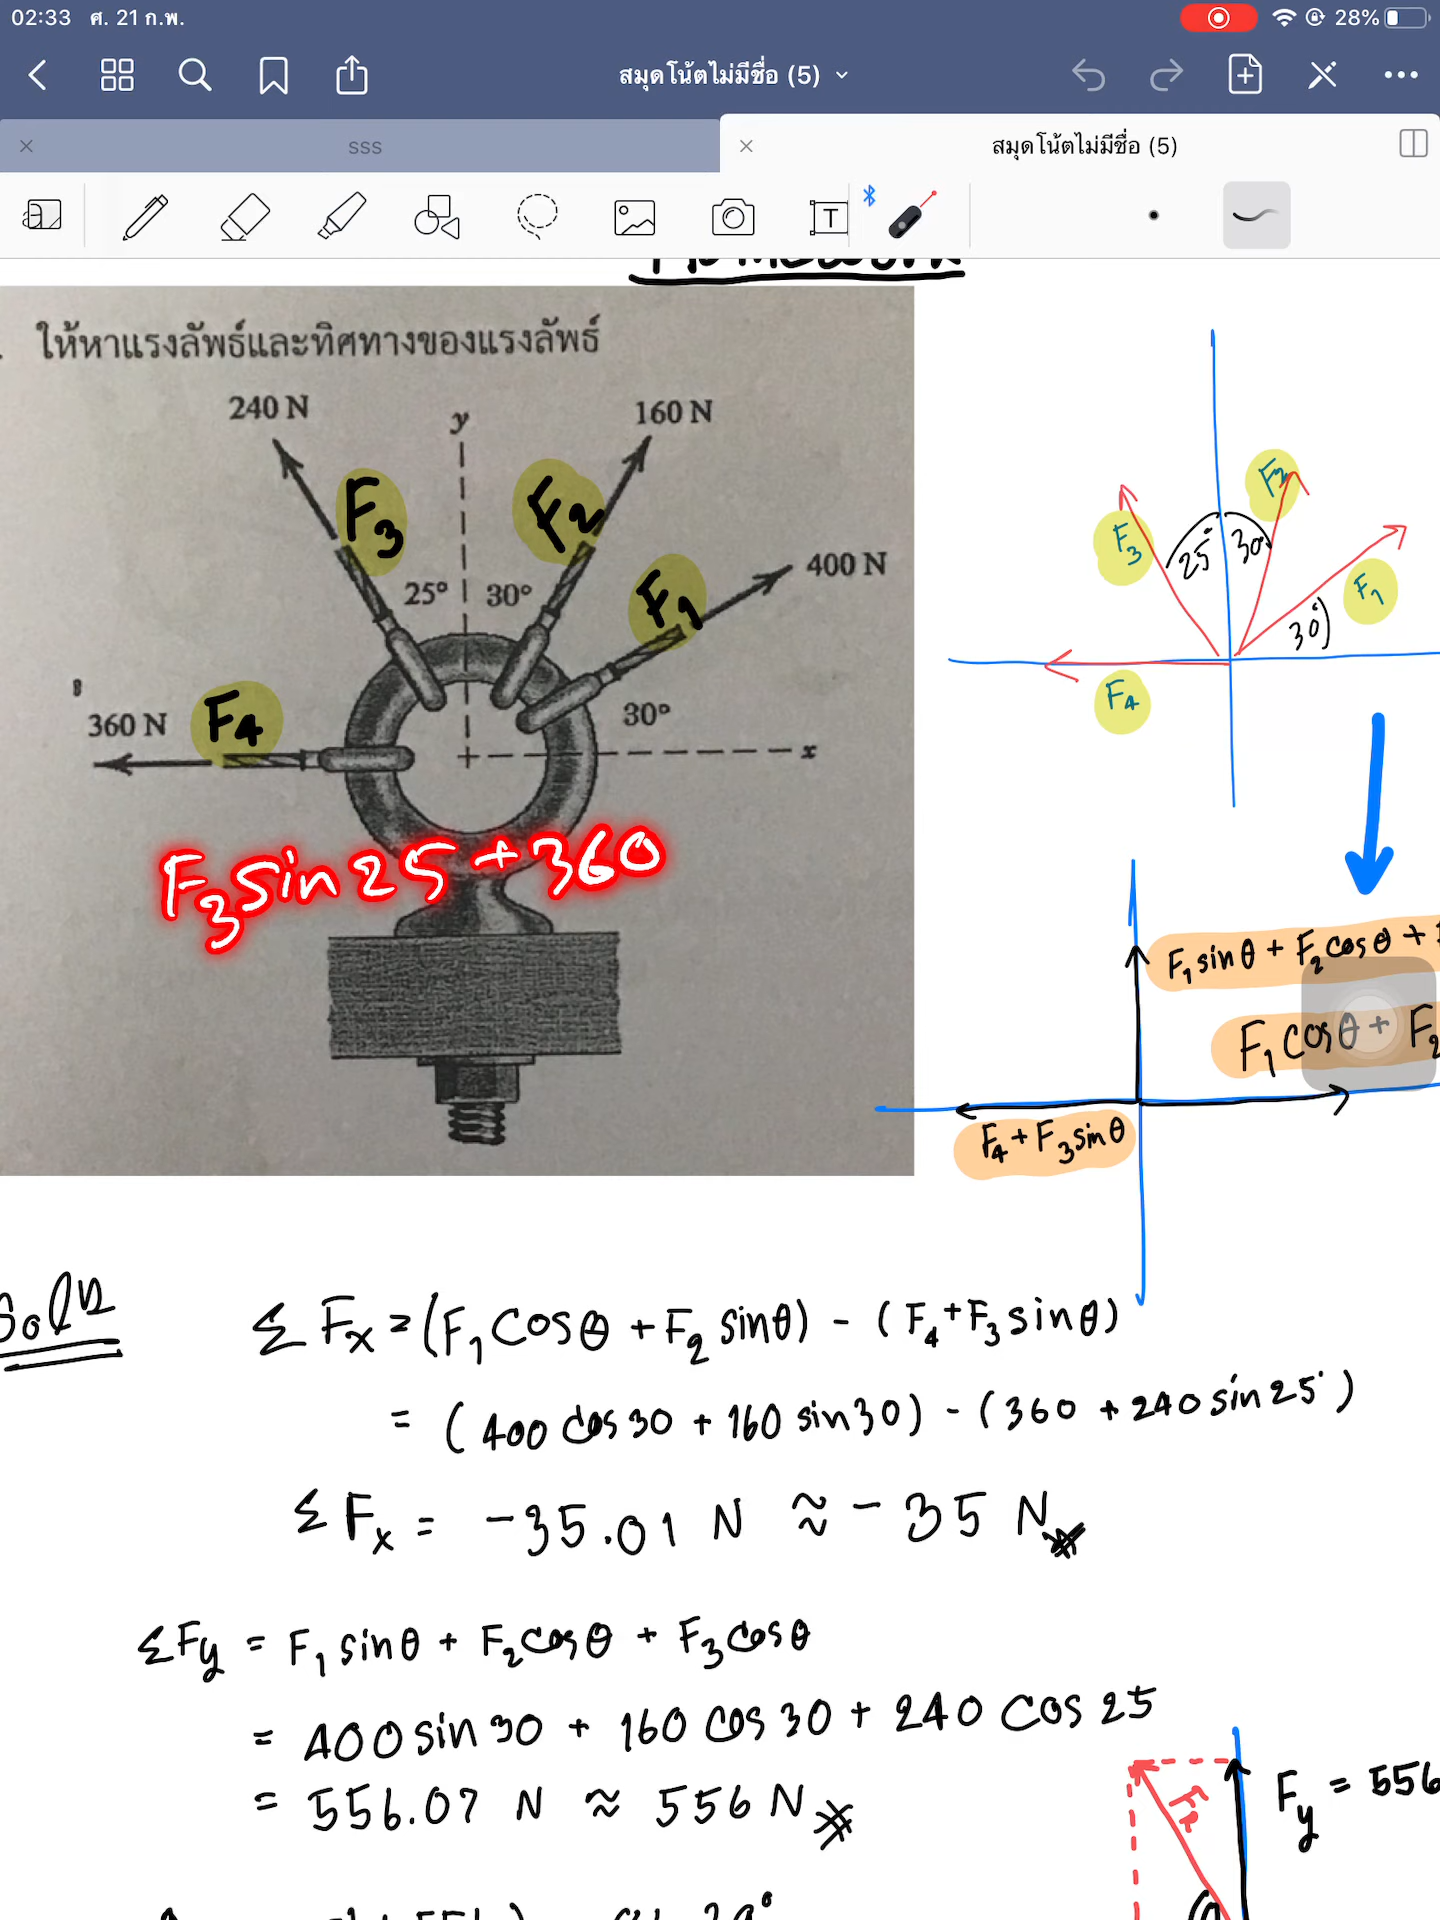 02:33 ศ. 21 ก.พ. 28%
สมุดโน้ตไม่มีชื่อ (5)
sss
สมุดโน้ตไม่มีชื่อ (5)
T
ให้หาแรงลัพธ์และทิศทางของแรงลัพธ์
240 N y 160 N
F3 F2
400 N
25° 30° F1
360 N F4 30°
x
F3 F2
25° 30° F1
30°
F4
F3 sin 25 + 360
F1 sin θ + F2 cos θ +
F1 cos θ + F2
F4 + F3 sin θ
Σ Fx = (F1 cos θ + F2 sin θ) - (F4 + F3 sin θ)
= (400 cos 30 + 160 sin 30) - (360 + 240 sin 25°)
Σ Fx = -35.01 N ≈ - 35 N
Σ Fy = F1 sin θ + F2 cos θ + F3 cos θ
= 400 sin 30 + 160 cos 30 + 240 cos 25
= 556.07 N ≈ 556 N
FR Fy = 556